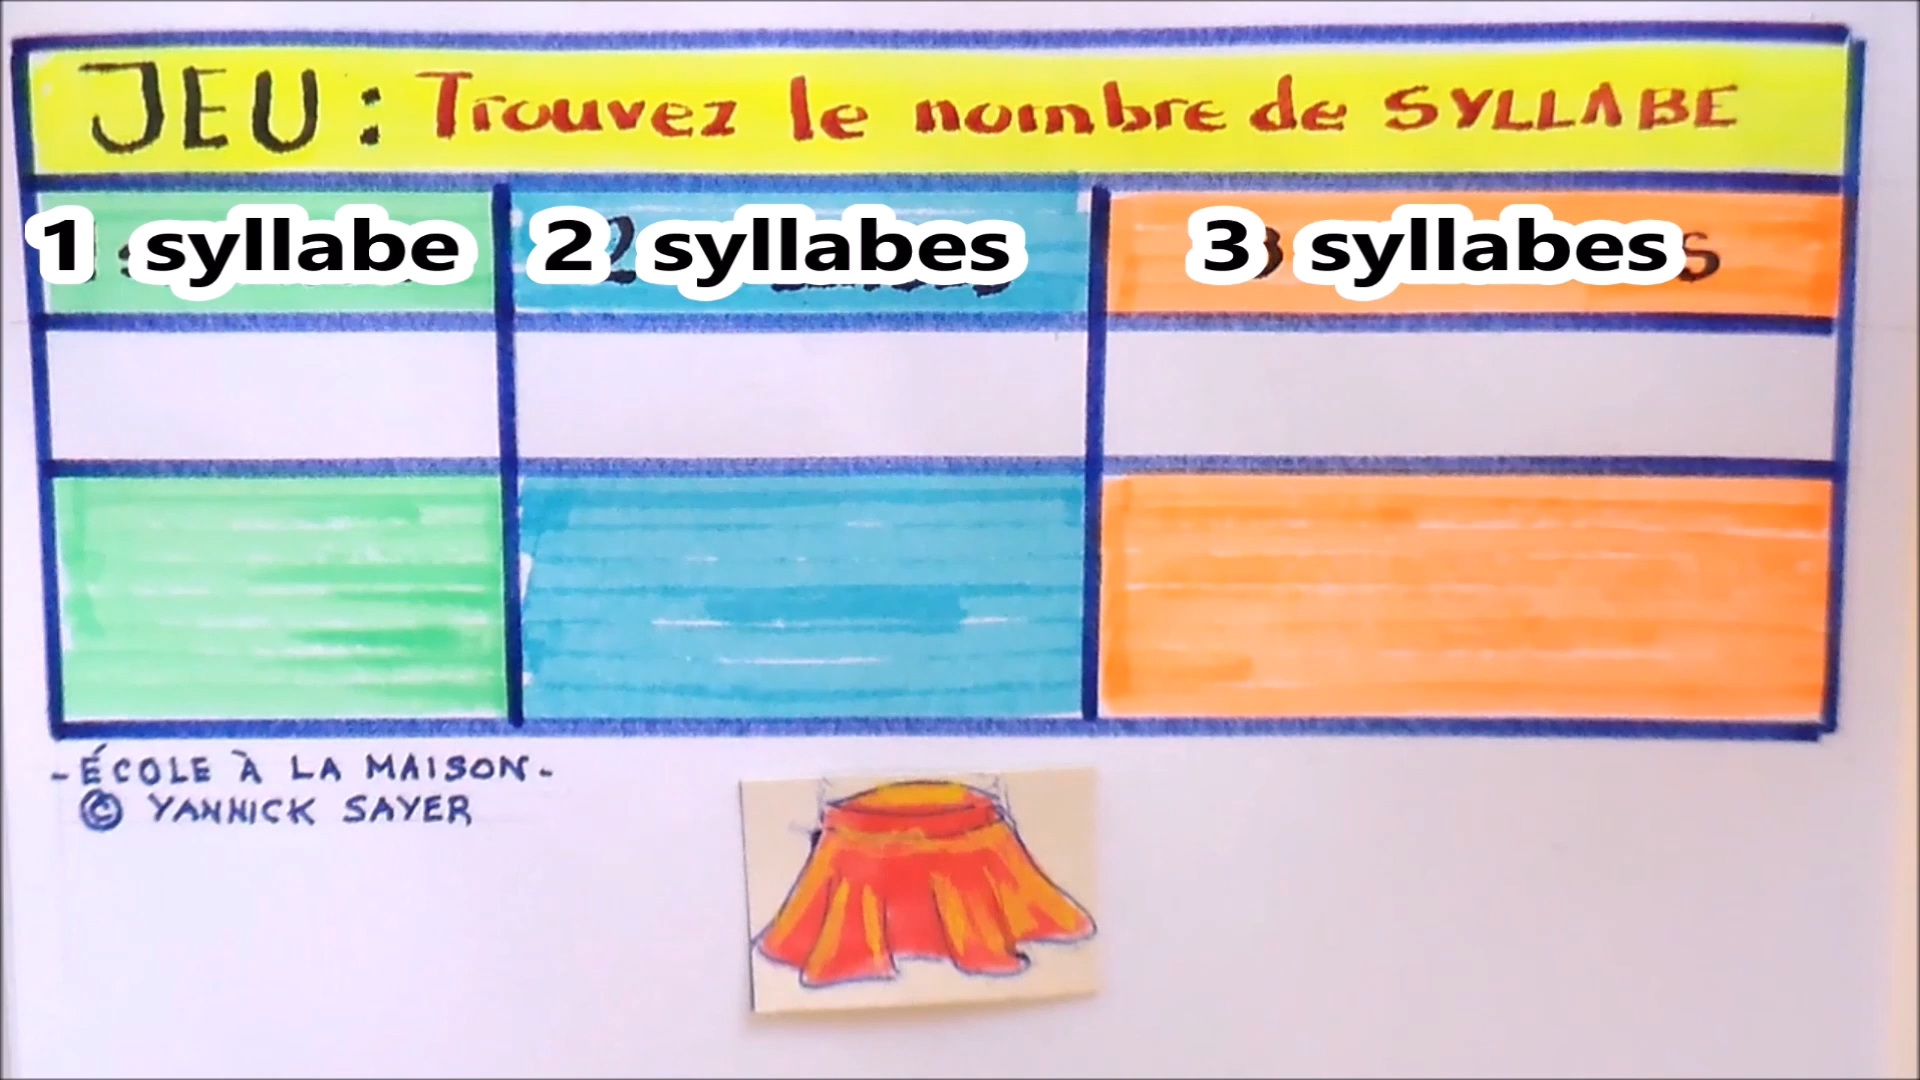 JEU : Trouvez le nombre de SYLLABE
1 syllabe
2 syllabes
3 syllabes
- ÉCOLE À LA MAISON -
© YANNICK SAYER